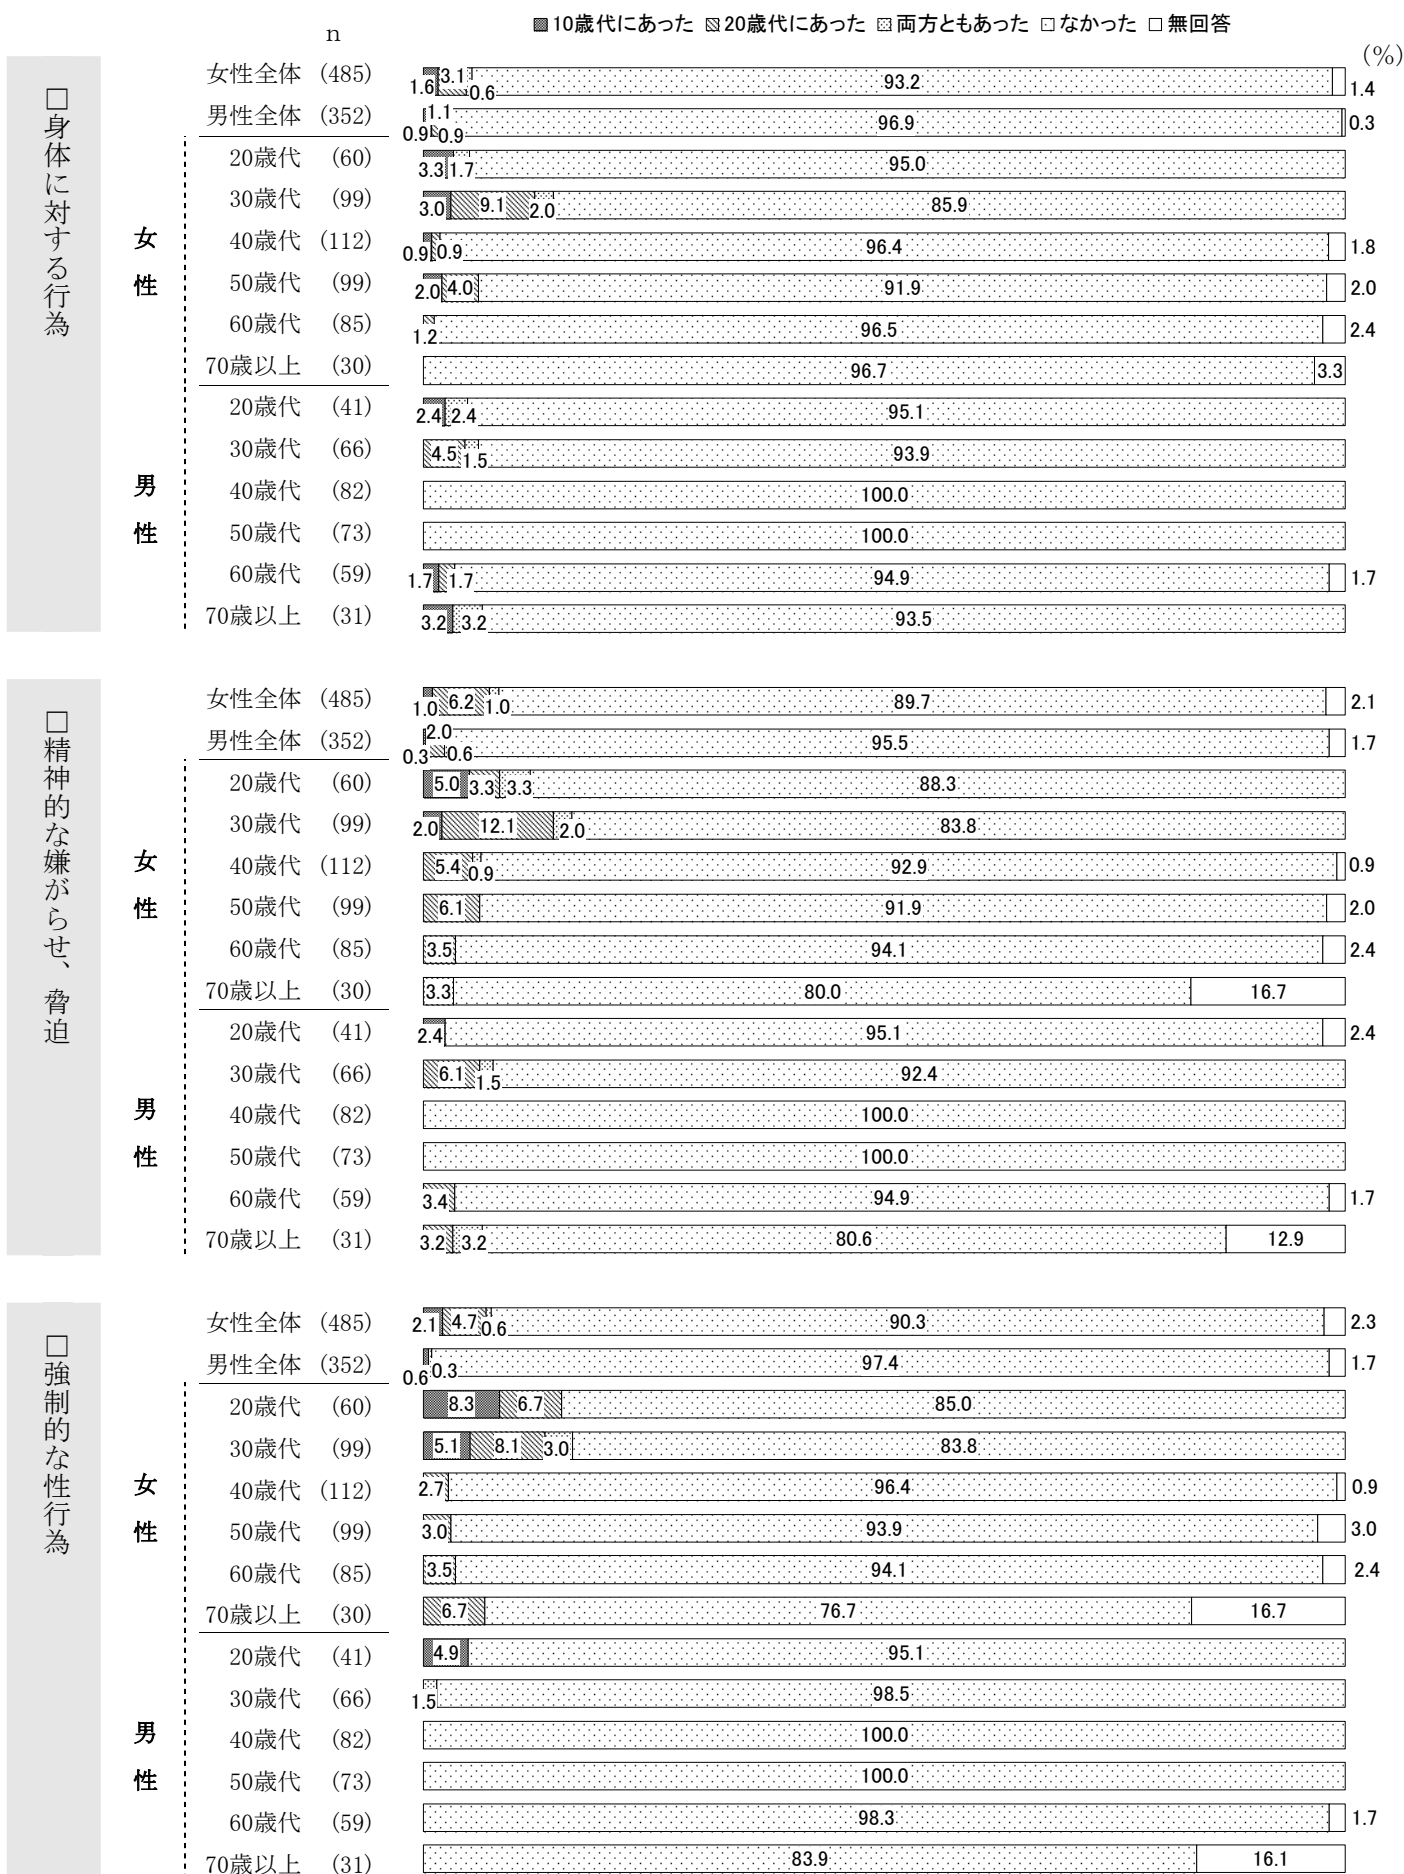 n
10歳代にあった 20歳代にあった 両方ともあった なかった 無回答
(%)
□身体に対する行為
女性全体 (485) 1.6 3.1 0.6 93.2 1.4
男性全体 (352) 0.9 1.1 0.9 96.9 0.3
女性
20歳代 (60) 3.3 1.7 95.0
30歳代 (99) 3.0 9.1 2.0 85.9
40歳代 (112) 0.9 0.9 96.4 1.8
50歳代 (99) 2.0 4.0 91.9 2.0
60歳代 (85) 1.2 96.5 2.4
70歳以上 (30) 96.7 3.3
男性
20歳代 (41) 2.4 2.4 95.1
30歳代 (66) 4.5 1.5 93.9
40歳代 (82) 100.0
50歳代 (73) 100.0
60歳代 (59) 1.7 1.7 94.9 1.7
70歳以上 (31) 3.2 3.2 93.5
□精神的な嫌がらせ、脅迫
女性全体 (485) 1.0 6.2 1.0 89.7 2.1
男性全体 (352) 0.3 2.0 0.6 95.5 1.7
女性
20歳代 (60) 5.0 3.3 3.3 88.3
30歳代 (99) 2.0 12.1 2.0 83.8
40歳代 (112) 5.4 0.9 92.9 0.9
50歳代 (99) 6.1 91.9 2.0
60歳代 (85) 3.5 94.1 2.4
70歳以上 (30) 3.3 80.0 16.7
男性
20歳代 (41) 2.4 95.1 2.4
30歳代 (66) 6.1 1.5 92.4
40歳代 (82) 100.0
50歳代 (73) 100.0
60歳代 (59) 3.4 94.9 1.7
70歳以上 (31) 3.2 3.2 80.6 12.9
□強制的な性行為
女性全体 (485) 2.1 4.7 0.6 90.3 2.3
男性全体 (352) 0.6 0.3 97.4 1.7
女性
20歳代 (60) 8.3 6.7 85.0
30歳代 (99) 5.1 8.1 3.0 83.8
40歳代 (112) 2.7 96.4 0.9
50歳代 (99) 3.0 93.9 3.0
60歳代 (85) 3.5 94.1 2.4
70歳以上 (30) 6.7 76.7 16.7
男性
20歳代 (41) 4.9 95.1
30歳代 (66) 1.5 98.5
40歳代 (82) 100.0
50歳代 (73) 100.0
60歳代 (59) 98.3 1.7
70歳以上 (31) 83.9 16.1